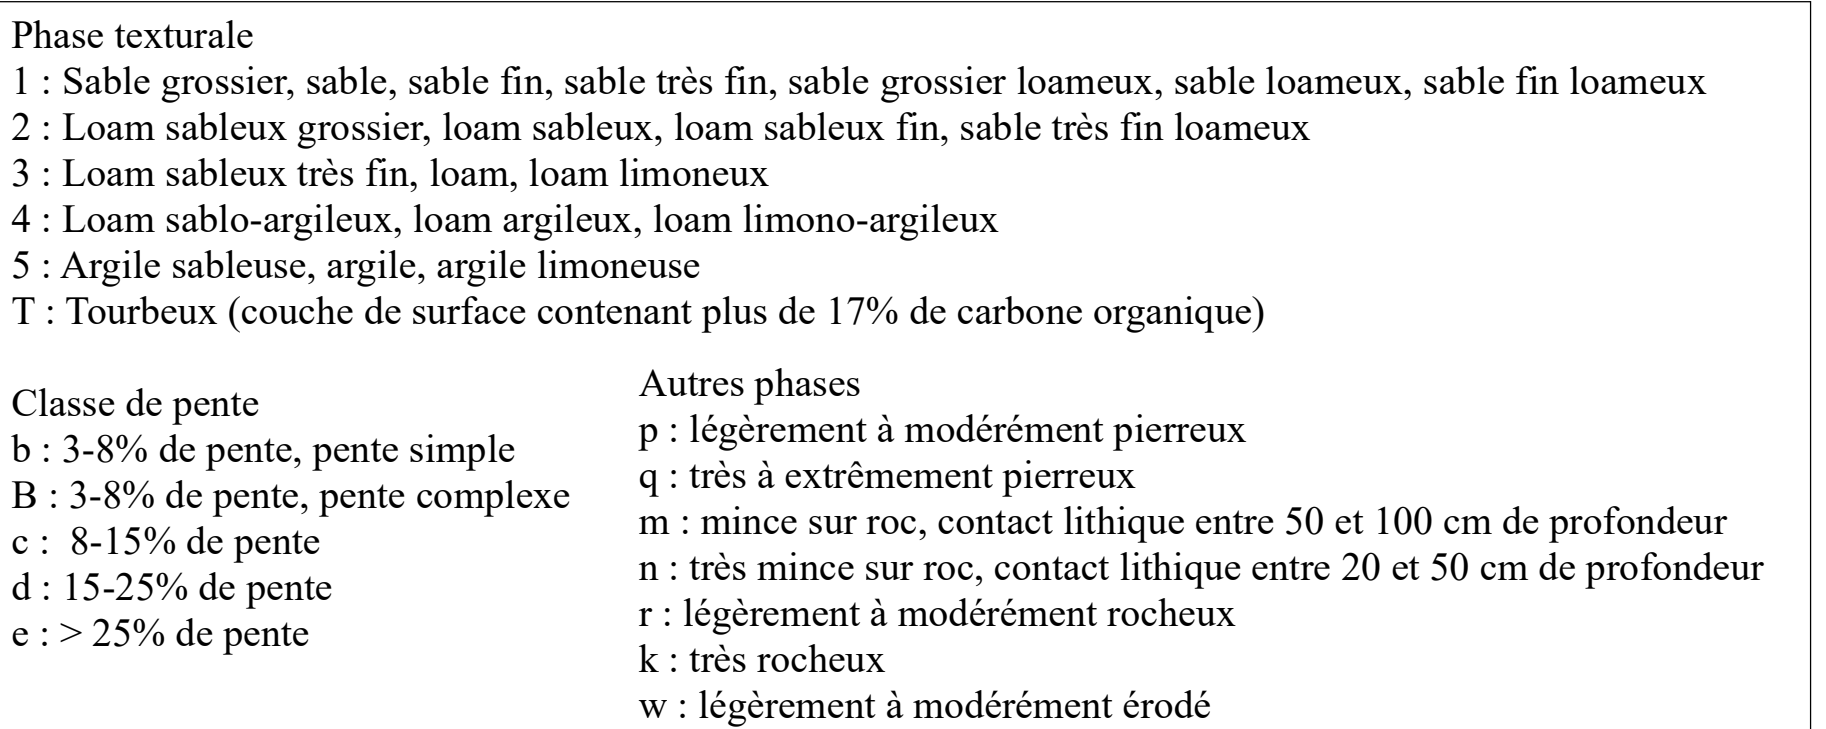 Phase texturale
1 : Sable grossier, sable, sable fin, sable très fin, sable grossier loameux, sable loameux, sable fin loameux
2 : Loam sableux grossier, loam sableux, loam sableux fin, sable très fin loameux
3 : Loam sableux très fin, loam, loam limoneux
4 : Loam sablo-argileux, loam argileux, loam limono-argileux
5 : Argile sableuse, argile, argile limoneuse
T : Tourbeux (couche de surface contenant plus de 17% de carbone organique)
Classe de pente
b : 3-8% de pente, pente simple
B : 3-8% de pente, pente complexe
c :  8-15% de pente
d : 15-25% de pente
e : > 25% de pente
Autres phases
p : légèrement à modérément pierreux
q : très à extrêmement pierreux
m : mince sur roc, contact lithique entre 50 et 100 cm de profondeur
n : très mince sur roc, contact lithique entre 20 et 50 cm de profondeur
r : légèrement à modérément rocheux
k : très rocheux
w : légèrement à modérément érodé